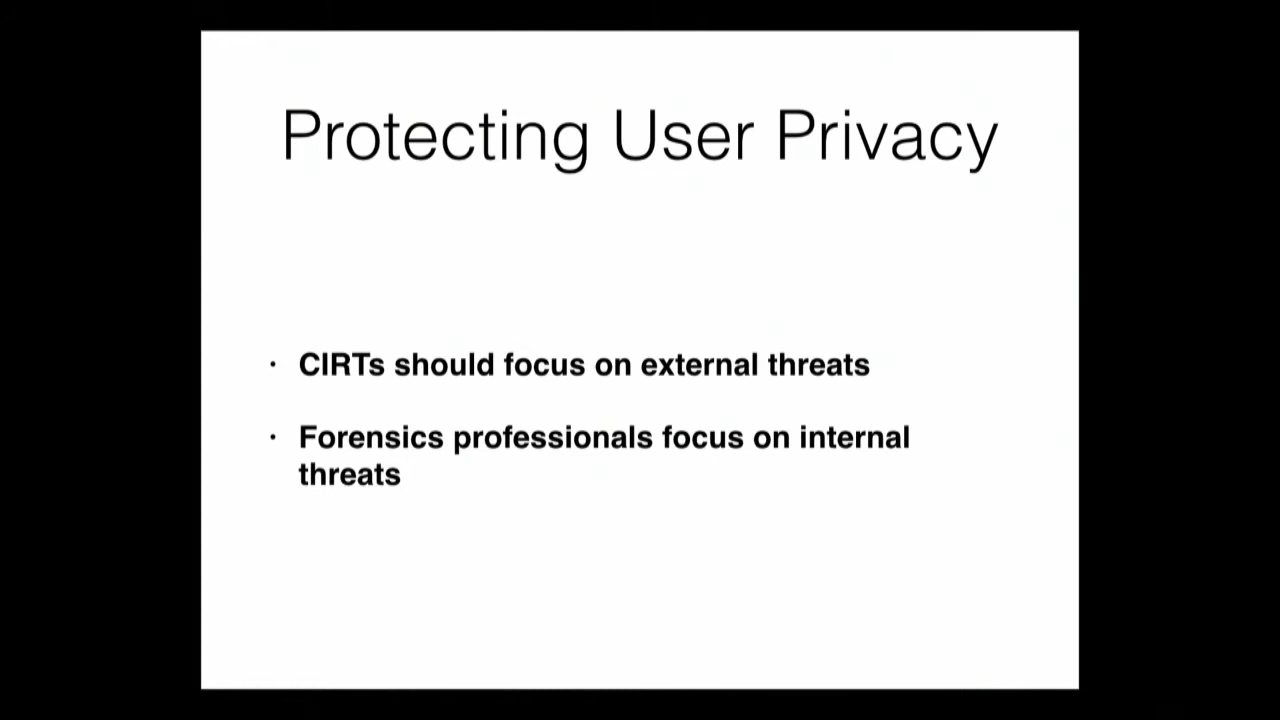 Protecting User Privacy
· CIRTs should focus on external threats
· Forensics professionals focus on internal
threats